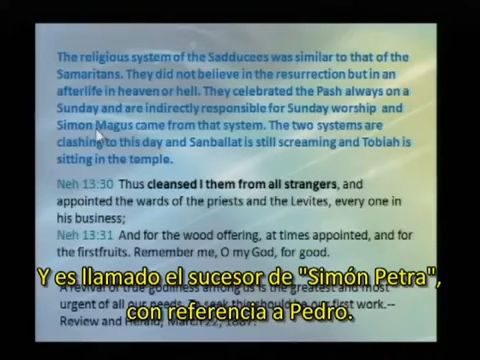 The religious system of the Sadducees was similar to that of the
Samaritans. They did not believe in the resurrection but in an
afterlife in heaven or hell. They celebrated the Pash always on a
Sunday and are indirectly responsible for Sunday worship and
Simon Magus came from that system. The two systems are
clashing to this day and Sanballat is still screaming and Tobiah is
sitting in the temple.
Neh 13:30 Thus cleansed I them from all strangers, and
appointed the wards of the priests and the Levites, every one in
his business;
Neh 13:31 And for the wood offering, at times appointed, and for
the firstfruits. Remember me, O my God, for good.
Y es llamado el sucesor de "Simón Petra",
con referencia a Pedro.
A revival of true godliness among us is the greatest and most
urgent of all our needs. To seek this should be our first work.--
Review and Herald, March 22, 1887.